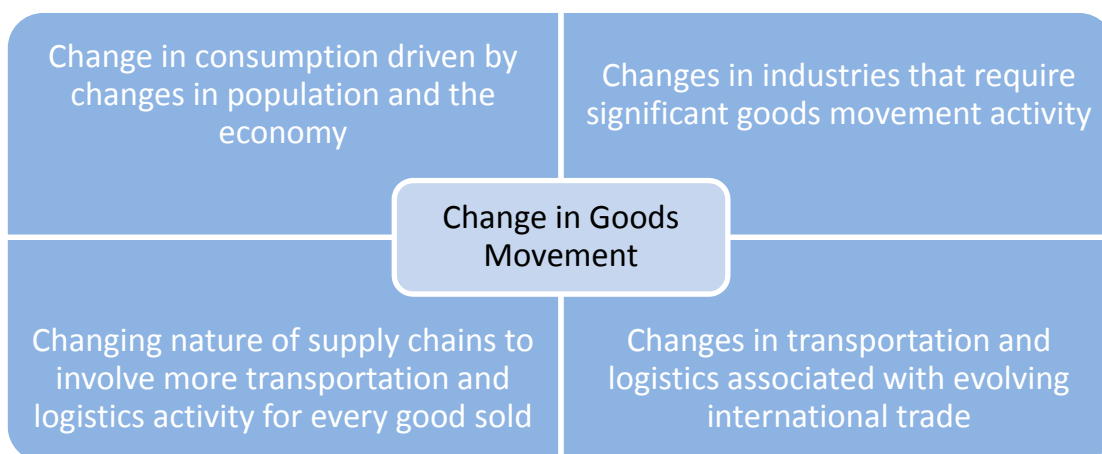 Change in consumption driven by
changes in population and the
economy
Changes in industries that require
significant goods movement activity
Change in Goods
Movement
Changing nature of supply chains to
involve more transportation and
logistics activity for every good sold
Changes in transportation and
logistics associated with evolving
international trade